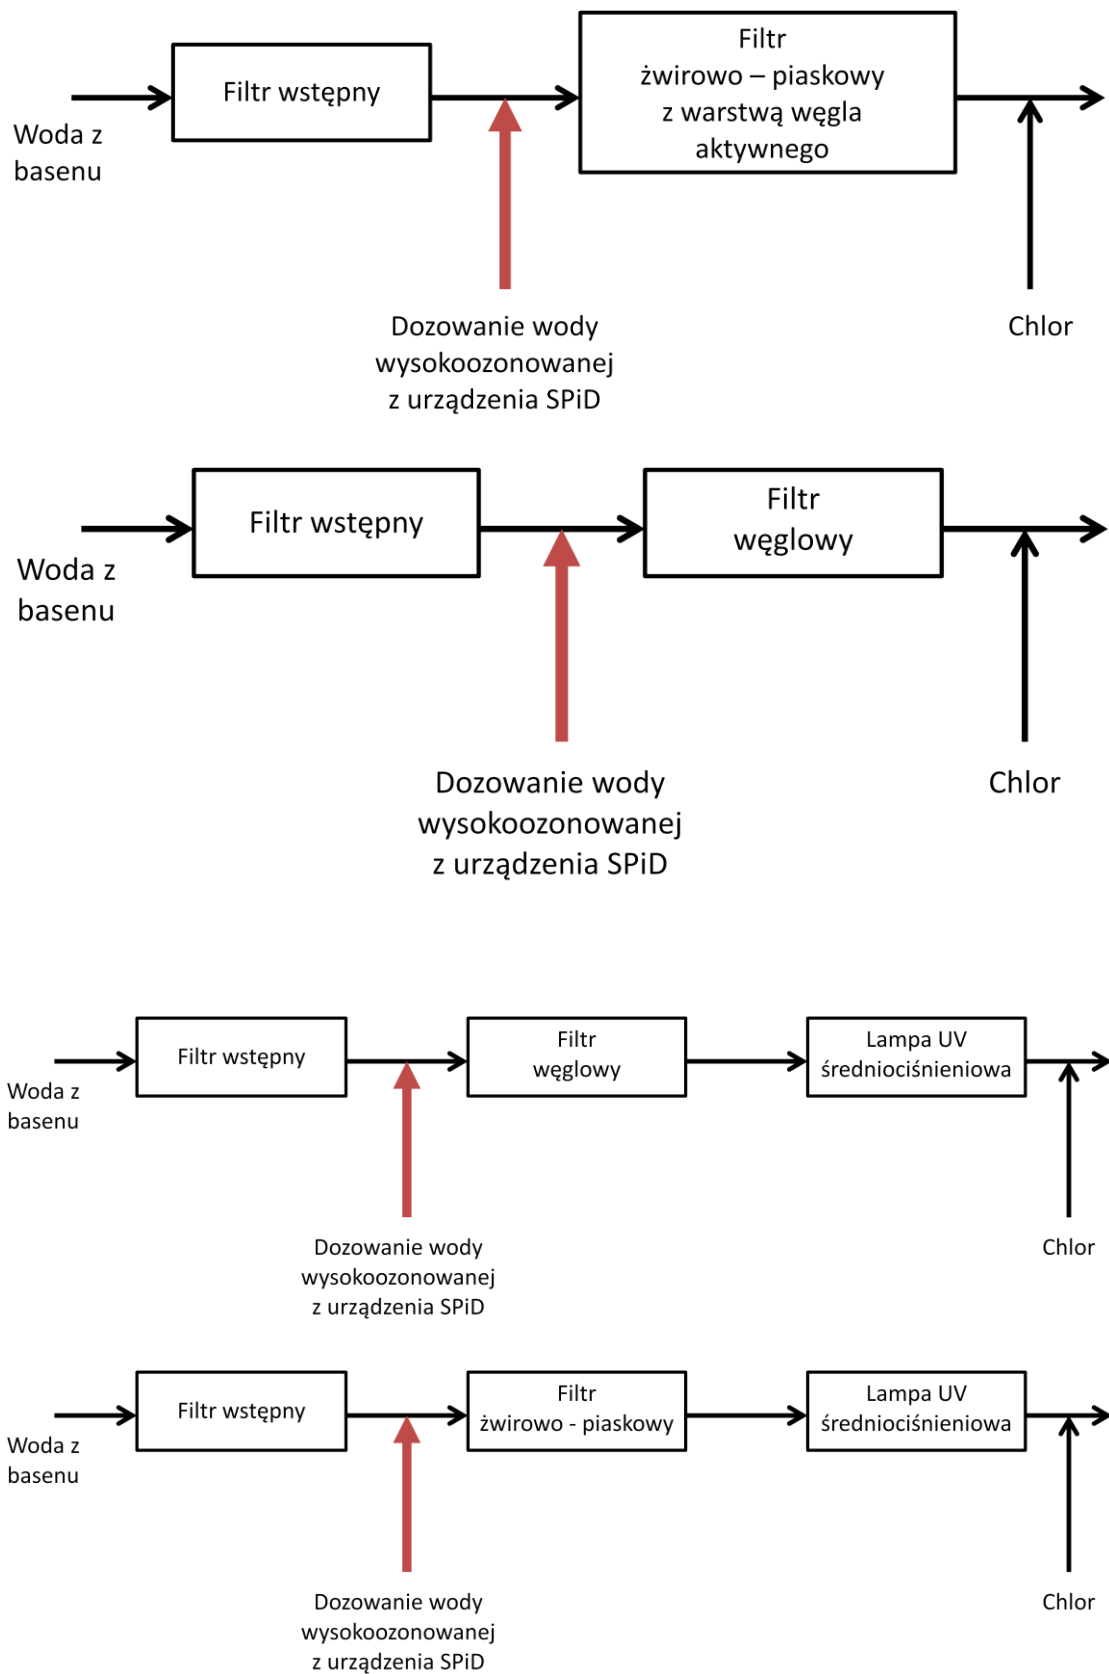 Woda z
basenu
Filtr wstępny
Filtr
żwirowo – piaskowy
z warstwą węgla
aktywnego
Dozowanie wody
wysokoozonowanej
z urządzenia SPiD
Chlor
Woda z
basenu
Filtr wstępny
Filtr
węglowy
Dozowanie wody
wysokoozonowanej
z urządzenia SPiD
Chlor
Woda z
basenu
Filtr wstępny
Filtr
węglowy
Lampa UV
średniociśnieniowa
Dozowanie wody
wysokoozonowanej
z urządzenia SPiD
Chlor
Woda z
basenu
Filtr wstępny
Filtr
żwirowo - piaskowy
Lampa UV
średniociśnieniowa
Dozowanie wody
wysokoozonowanej
z urządzenia SPiD
Chlor